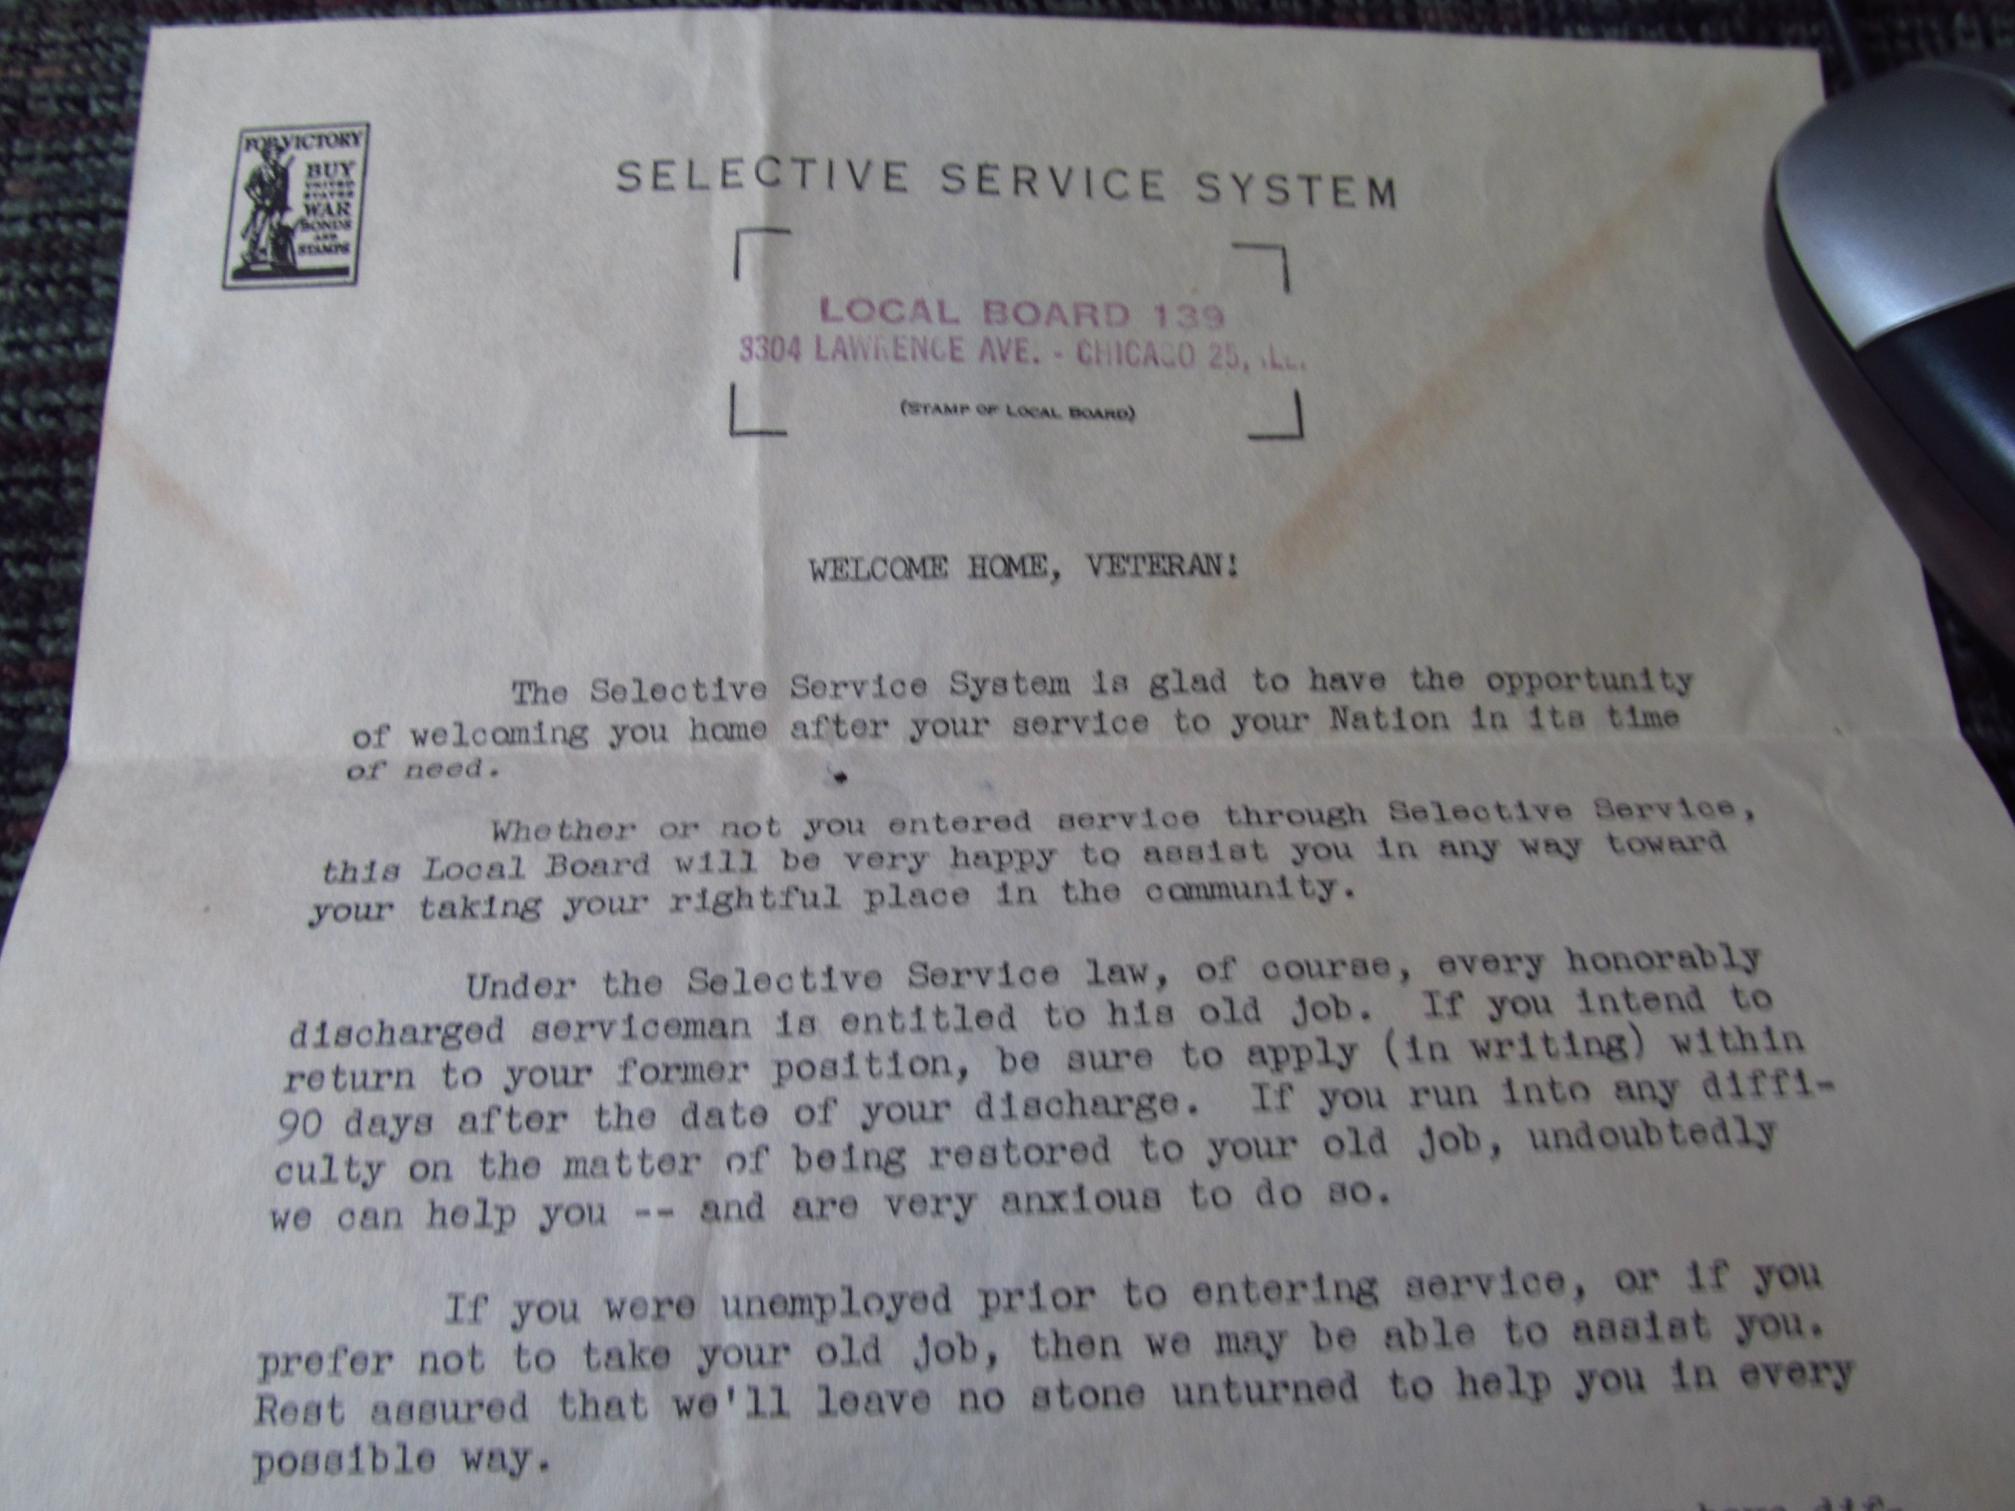 FOR VICTORY
BUY
UNITED
STATES
WAR
BONDS
AND
STAMPS
SELECTIVE SERVICE SYSTEM
LOCAL BOARD 139
3304 LAWRENCE AVE. - CHICAGO 25, ILL.
(STAMP OF LOCAL BOARD)
WELCOME HOME, VETERAN!
The Selective Service System is glad to have the opportunity
of welcoming you home after your service to your Nation in its time
of need.
Whether or not you entered service through Selective Service,
this Local Board will be very happy to assist you in any way toward
your taking your rightful place in the community.
Under the Selective Service law, of course, every honorably
discharged serviceman is entitled to his old job. If you intend to
return to your former position, be sure to apply (in writing) within
90 days after the date of your discharge. If you run into any diffi-
culty on the matter of being restored to your old job, undoubtedly
we can help you -- and are very anxious to do so.
If you were unemployed prior to entering service, or if you
prefer not to take your old job, then we may be able to assist you.
Rest assured that we'll leave no stone unturned to help you in every
possible way.